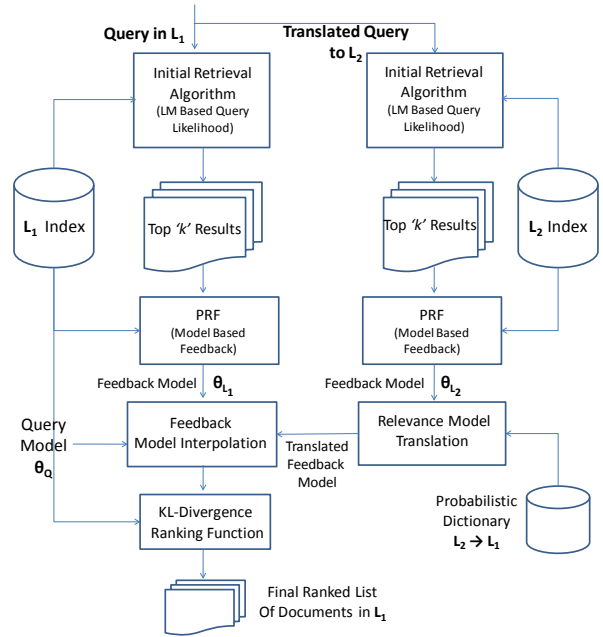 Query in L1
Translated Query
to L2
Initial Retrieval
Algorithm
(LM Based Query
Likelihood)
Initial Retrieval
Algorithm
(LM Based Query
Likelihood)
L1 Index
Top ‘k’ Results
Top ‘k’ Results
L2 Index
PRF
(Model Based
Feedback)
PRF
(Model Based
Feedback)
Feedback Model θL1
Feedback Model θL2
Query
Model
θQ
Feedback
Model Interpolation
Translated
Feedback
Model
Relevance Model
Translation
KL-Divergence
Ranking Function
Probabilistic
Dictionary
L2 → L1
Final Ranked List
Of Documents in L1